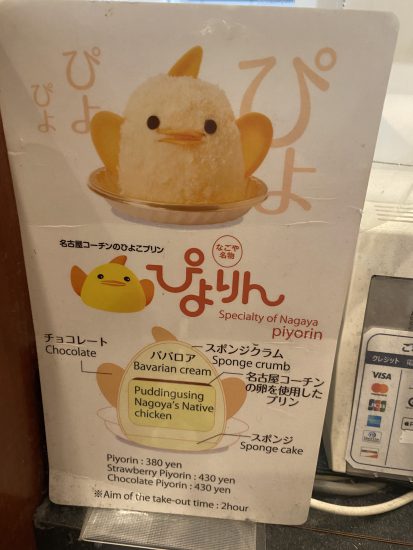 ぴよ
ぴよ
ぴよ
名古屋コーチンのひよこプリン
なごや
名物
ぴよりん
Specialty of Nagaya
piyorin
チョコレート
Chocolate
ババロア
Bavarian cream
スポンジクラム
Sponge crumb
Puddingusing
Nagoya's Native
chicken
名古屋コーチン
の卵を使用した
プリン
スポンジ
Sponge cake
Piyorin : 380 yen
Strawberry Piyorin : 430 yen
Chocolate Piyorin : 430 yen
※Aim of the take-out time : 2hour
クレジット
VISA
JCB